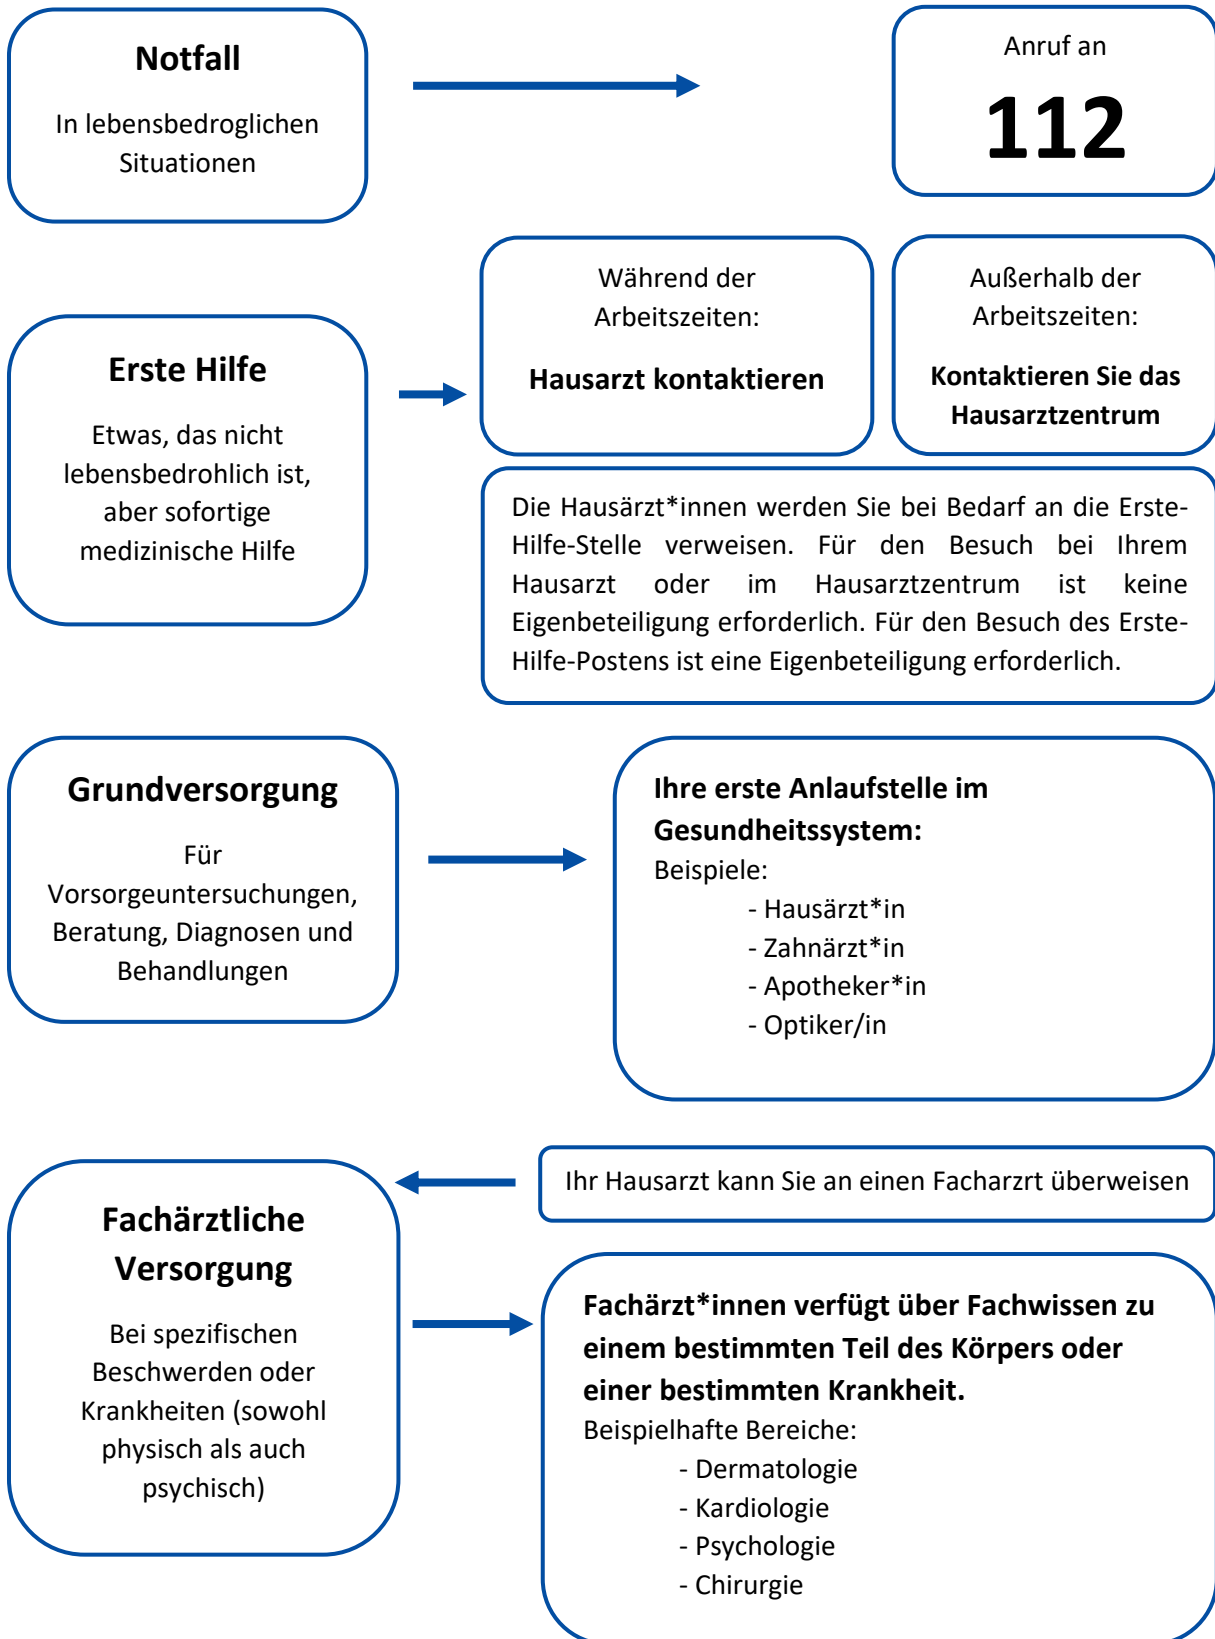 Notfall
In lebensbedroglichen
Situationen
Anruf an
112
Erste Hilfe
Etwas, das nicht
lebensbedrohlich ist,
aber sofortige
medizinische Hilfe
Während der
Arbeitszeiten:
Hausarzt kontaktieren
Außerhalb der
Arbeitszeiten:
Kontaktieren Sie das
Hausarztzentrum
Die Hausärzt*innen werden Sie bei Bedarf an die Erste-
Hilfe-Stelle verweisen. Für den Besuch bei Ihrem
Hausarzt oder im Hausarztzentrum ist keine
Eigenbeteiligung erforderlich. Für den Besuch des Erste-
Hilfe-Postens ist eine Eigenbeteiligung erforderlich.
Grundversorgung
Für
Vorsorgeuntersuchungen,
Beratung, Diagnosen und
Behandlungen
Ihre erste Anlaufstelle im
Gesundheitssystem:
Beispiele:
- Hausärzt*in
- Zahnärzt*in
- Apotheker*in
- Optiker/in
Ihr Hausarzt kann Sie an einen Facharzrt überweisen
Fachärztliche
Versorgung
Bei spezifischen
Beschwerden oder
Krankheiten (sowohl
physisch als auch
psychisch)
Fachärzt*innen verfügt über Fachwissen zu
einem bestimmten Teil des Körpers oder
einer bestimmten Krankheit.
Beispielhafte Bereiche:
- Dermatologie
- Kardiologie
- Psychologie
- Chirurgie